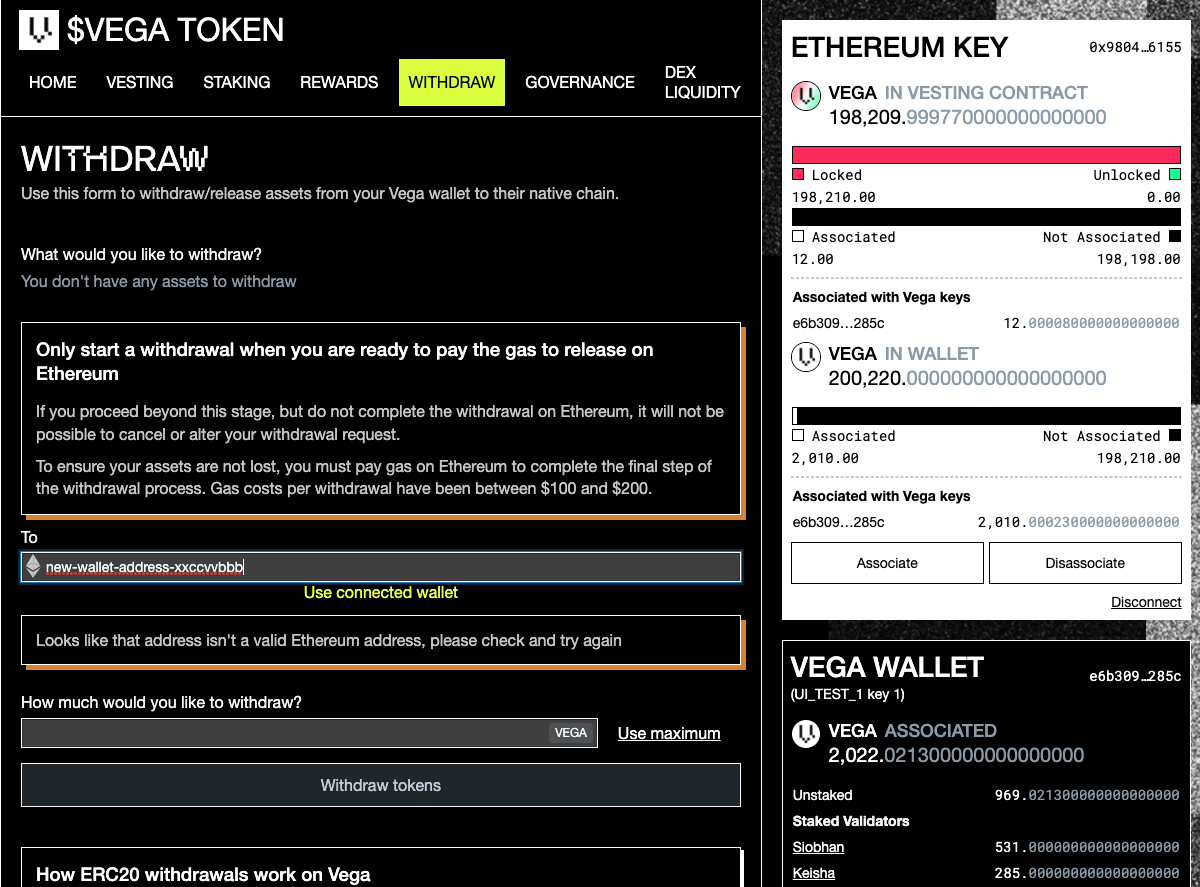 $VEGA TOKEN
HOME VESTING STAKING REWARDS WITHDRAW GOVERNANCE DEX LIQUIDITY
WITHDRAW
Use this form to withdraw/release assets from your Vega wallet to their native chain.
What would you like to withdraw?
You don't have any assets to withdraw
Only start a withdrawal when you are ready to pay the gas to release on
Ethereum
If you proceed beyond this stage, but do not complete the withdrawal on Ethereum, it will not be
possible to cancel or alter your withdrawal request.
To ensure your assets are not lost, you must pay gas on Ethereum to complete the final step of
the withdrawal process. Gas costs per withdrawal have been between $100 and $200.
To
new-wallet-address-xxccvvbbb
Use connected wallet
Looks like that address isn't a valid Ethereum address, please check and try again
How much would you like to withdraw?
VEGA Use maximum
Withdraw tokens
How ERC20 withdrawals work on Vega
ETHEREUM KEY 0x9804…6155
VEGA IN VESTING CONTRACT
198,209.999770000000000000
Locked Unlocked
198,210.00 0.00
Associated Not Associated
12.00 198,198.00
Associated with Vega keys
e6b309…285c 12.000080000000000000
VEGA IN WALLET
200,220.000000000000000000
Associated Not Associated
2,010.00 198,210.00
Associated with Vega keys
e6b309…285c 2,010.000230000000000000
Associate Disassociate
Disconnect
VEGA WALLET e6b309…285c
(UI_TEST_1 key 1)
VEGA ASSOCIATED
2,022.021300000000000000
Unstaked 969.021300000000000000
Staked Validators
Siobhan 531.000000000000000000
Keisha 285.000000000000000000